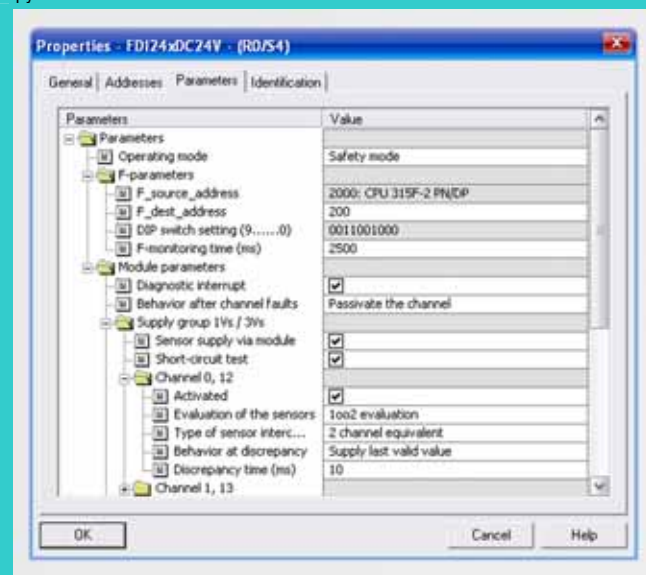 Properties - FDI24xDC24V - (R0/S4)
General Addresses Parameters Identification
Parameters Value
Parameters
Operating mode Safety mode
F-parameters
F_source_address 2000: CPU 315F-2 PN/DP
F_dest_address 200
DIP switch setting (9......0) 0011001000
F-monitoring time (ms) 2500
Module parameters
Diagnostic interrupt
Behavior after channel faults Passivate the channel
Supply group 1Vs / 3Vs
Sensor supply via module
Short-circuit test
Channel 0, 12
Activated
Evaluation of the sensors 1oo2 evaluation
Type of sensor interc... 2 channel equivalent
Behavior at discrepancy Supply last valid value
Discrepancy time (ms) 10
Channel 1, 13
OK Cancel Help